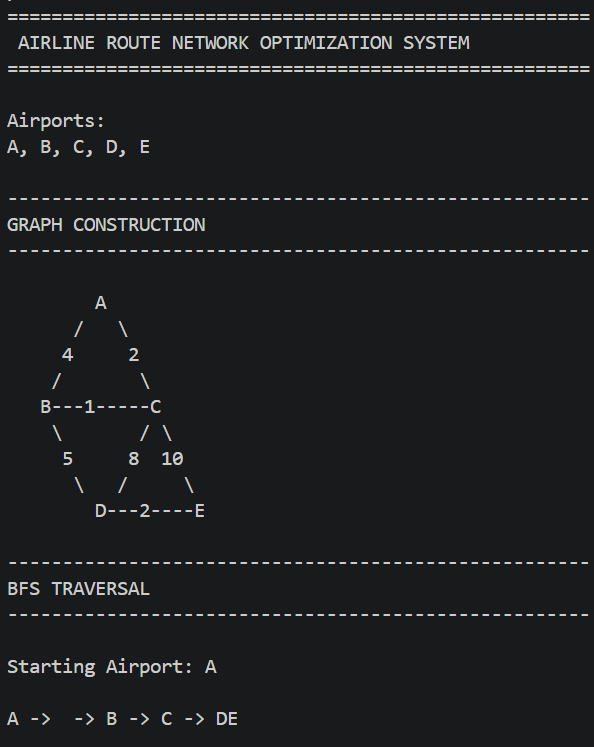 =====================================================
 AIRLINE ROUTE NETWORK OPTIMIZATION SYSTEM
=====================================================
Airports:
A, B, C, D, E
-----------------------------------------------------
GRAPH CONSTRUCTION
-----------------------------------------------------
        A
      /   \
     4     2
    /       \
   B---1-----C
    \       / \
     5     8  10
      \   /     \
        D---2----E
-----------------------------------------------------
BFS TRAVERSAL
-----------------------------------------------------
Starting Airport: A
A ->  -> B -> C -> DE